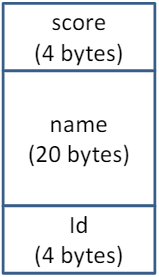 score
(4 bytes)
name
(20 bytes)
Id
(4 bytes)